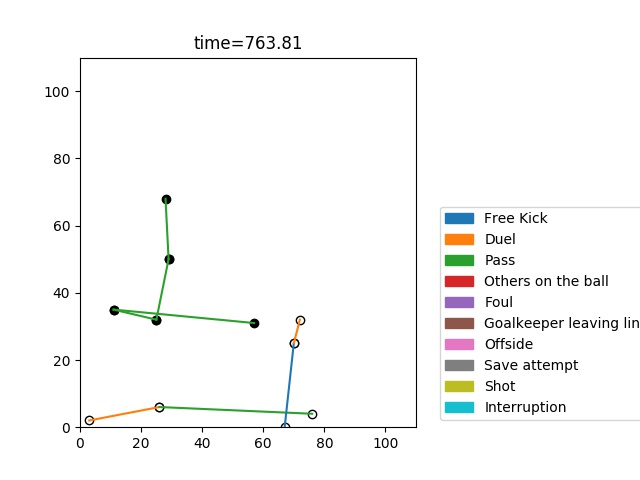 time=763.81
100
80
60
40
20
0
0 20 40 60 80 100
Free Kick
Duel
Pass
Others on the ball
Foul
Goalkeeper leaving lin
Offside
Save attempt
Shot
Interruption